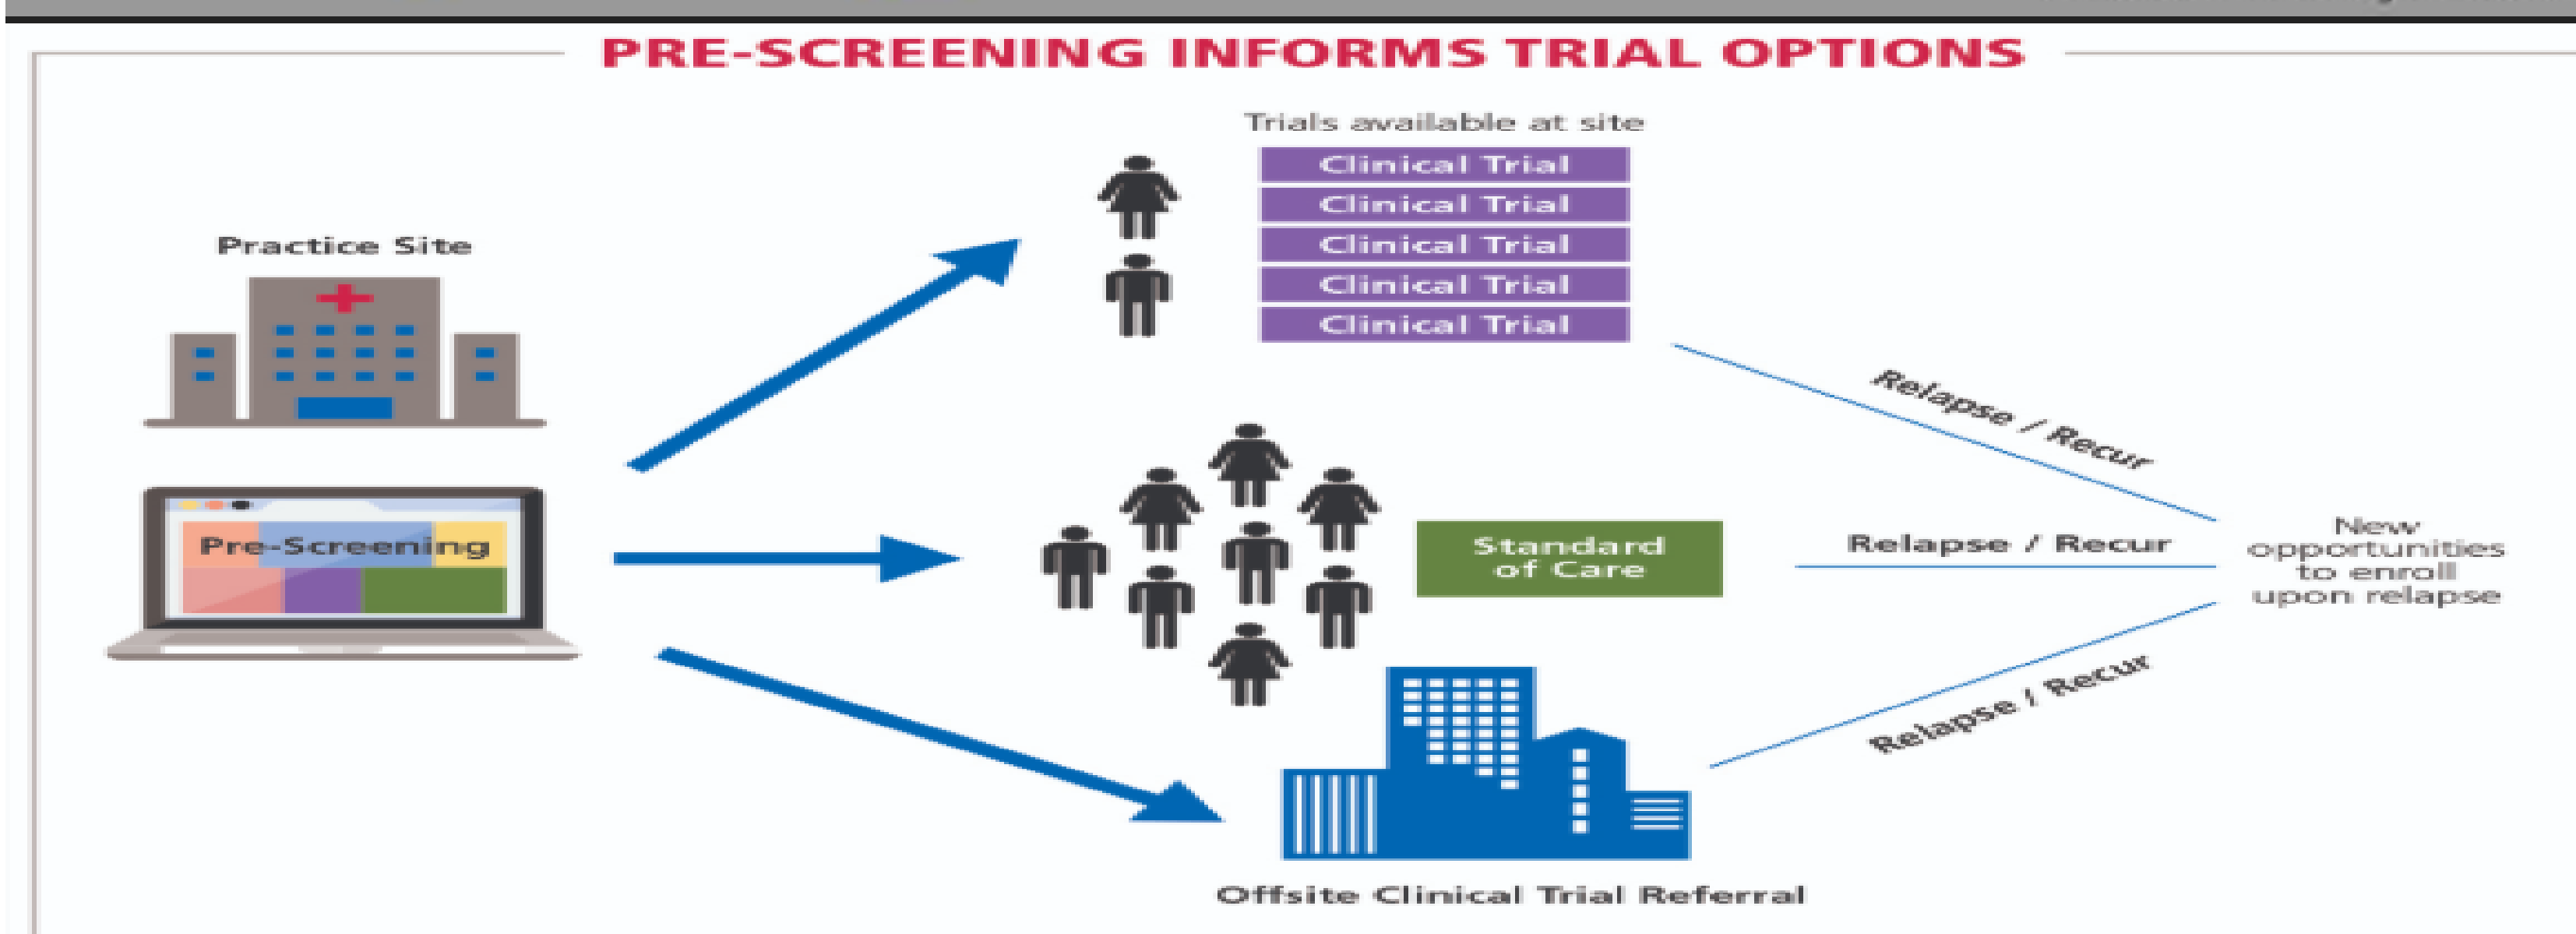 PRE-SCREENING INFORMS TRIAL OPTIONS
Trials available at site
Clinical Trial
Clinical Trial
Clinical Trial
Clinical Trial
Clinical Trial
Practice Site
Pre-Screening
Standard
of Care
Relapse / Recur
Relapse / Recur
Relapse / Recur
New
opportunities
to enroll
upon relapse
Offsite Clinical Trial Referral